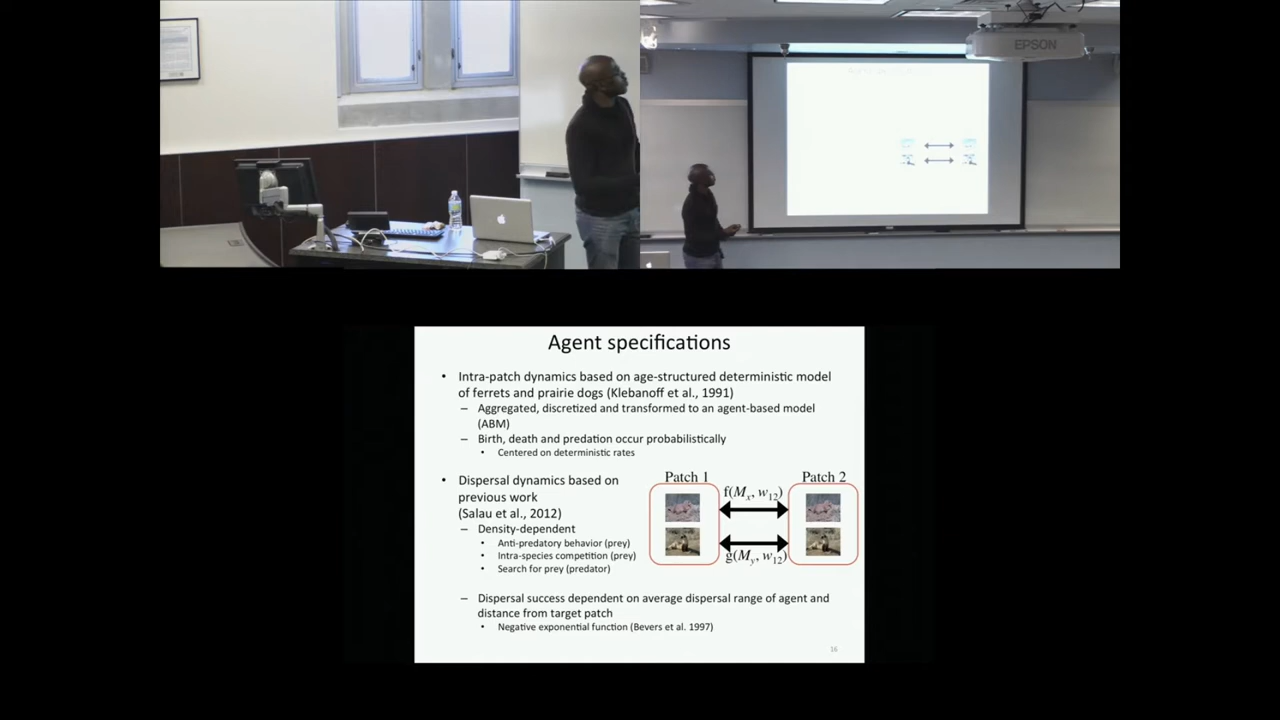 EPSON
Agent specifications
• Intra-patch dynamics based on age-structured deterministic model
of ferrets and prairie dogs (Klebanoff et al., 1991)
– Aggregated, discretized and transformed to an agent-based model
(ABM)
– Birth, death and predation occur probabilistically
• Centered on deterministic rates
• Dispersal dynamics based on
previous work
(Salau et al., 2012)
– Density-dependent
• Anti-predatory behavior (prey)
• Intra-species competition (prey)
• Search for prey (predator)
Patch 1
Patch 2
f(Mx, w12)
g(My, w12)
– Dispersal success dependent on average dispersal range of agent and
distance from target patch
• Negative exponential function (Bevers et al. 1997)
16